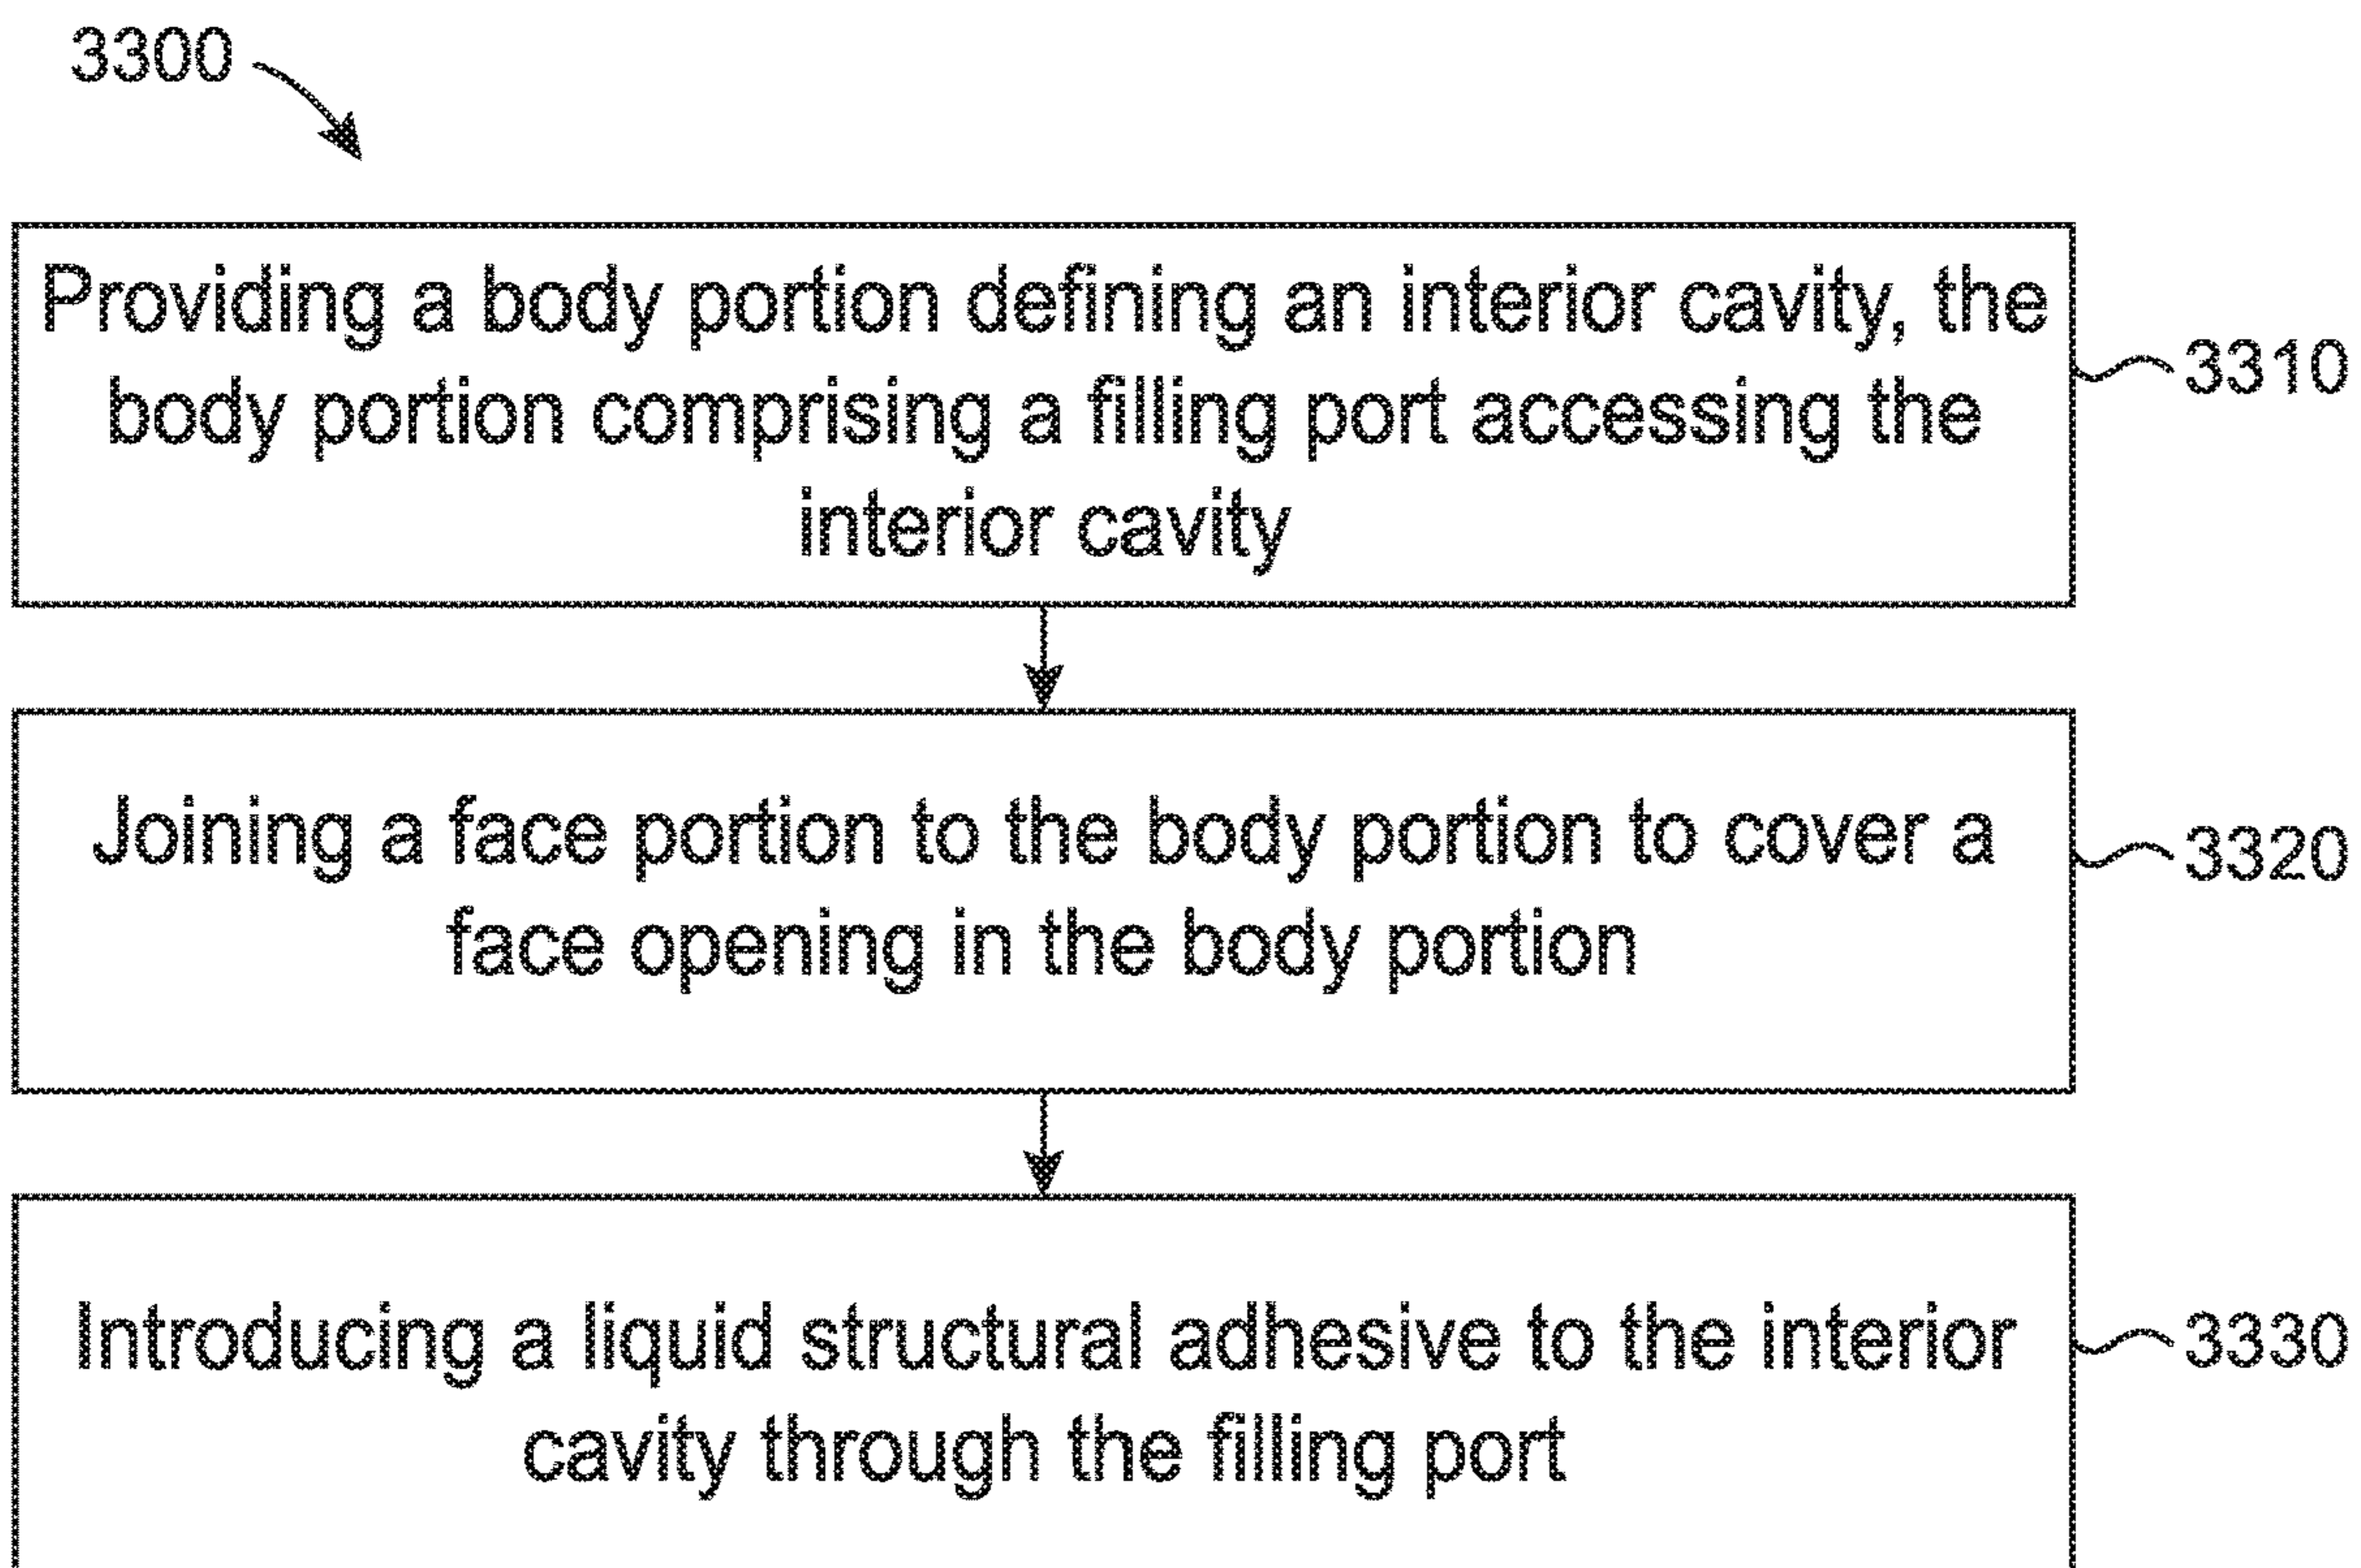 3300
Providing a body portion defining an interior cavity, the
body portion comprising a filling port accessing the
interior cavity
3310
Joining a face portion to the body portion to cover a
face opening in the body portion
3320
Introducing a liquid structural adhesive to the interior
cavity through the filling port
3330